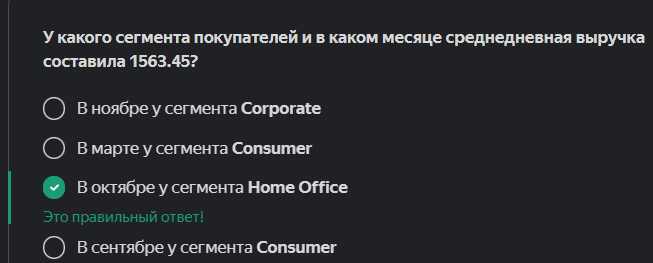 У какого сегмента покупателей и в каком месяце среднедневная выручка
составила 1563.45?
В ноябре у сегмента Corporate
В марте у сегмента Consumer
В октябре у сегмента Home Office
Это правильный ответ!
В сентябре у сегмента Consumer